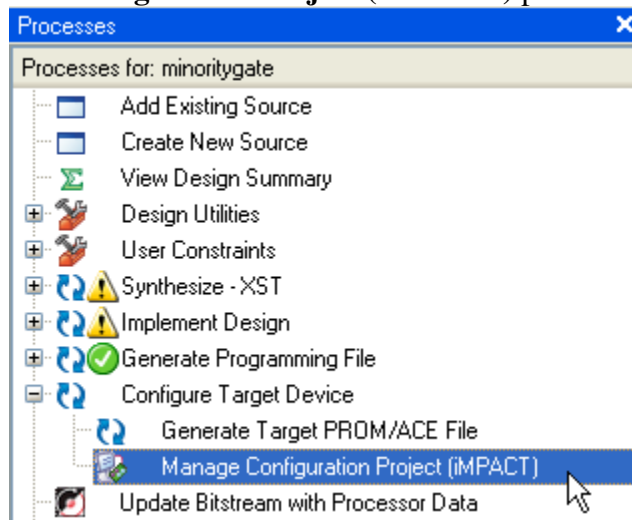 Processes
Processes for: minoritygate
Add Existing Source
Create New Source
View Design Summary
Design Utilities
User Constraints
Synthesize - XST
Implement Design
Generate Programming File
Configure Target Device
Generate Target PROM/ACE File
Manage Configuration Project (iMPACT)
Update Bitstream with Processor Data